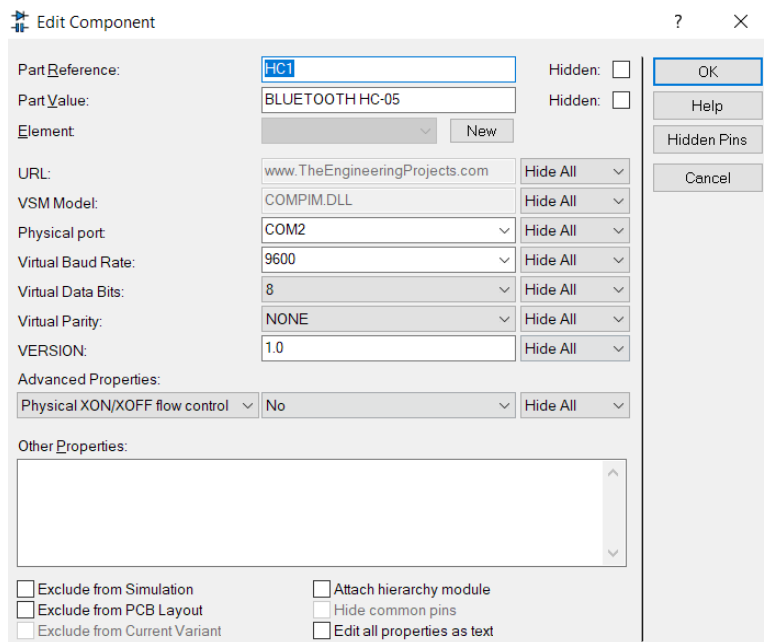 Edit Component ? ×
Part Reference: HC1 Hidden: OK
Part Value: BLUETOOTH HC-05 Hidden: Help
Element: New Hidden Pins
URL: www.TheEngineeringProjects.com Hide All Cancel
VSM Model: COMPIM.DLL Hide All
Physical port: COM2 Hide All
Virtual Baud Rate: 9600 Hide All
Virtual Data Bits: 8 Hide All
Virtual Parity: NONE Hide All
VERSION: 1.0 Hide All
Advanced Properties:
Physical XON/XOFF flow control No Hide All
Other Properties:
Exclude from Simulation Attach hierarchy module
Exclude from PCB Layout Hide common pins
Exclude from Current Variant Edit all properties as text